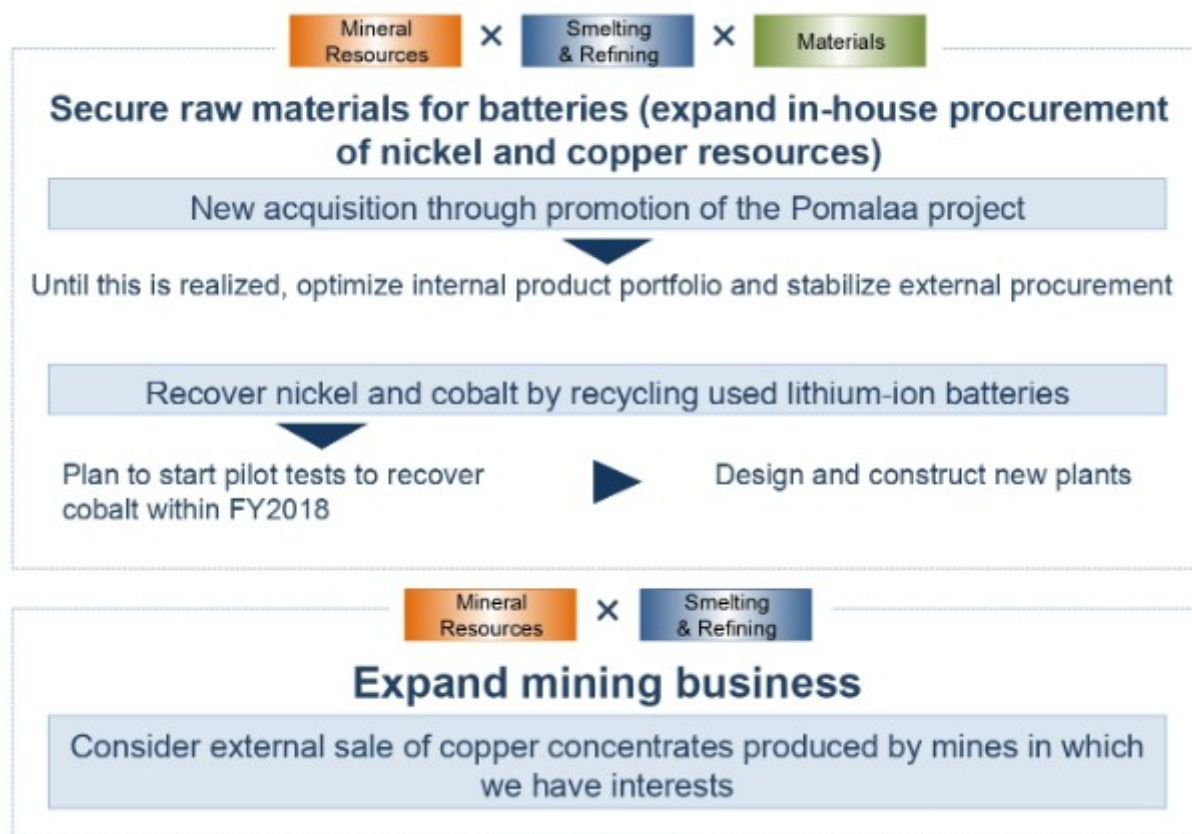 Mineral
Resources
×
Smelting
& Refining
×
Materials
Secure raw materials for batteries (expand in-house procurement
of nickel and copper resources)
New acquisition through promotion of the Pomalaa project
Until this is realized, optimize internal product portfolio and stabilize external procurement
Recover nickel and cobalt by recycling used lithium-ion batteries
Plan to start pilot tests to recover
cobalt within FY2018
Design and construct new plants
Mineral
Resources
×
Smelting
& Refining
Expand mining business
Consider external sale of copper concentrates produced by mines in which
we have interests